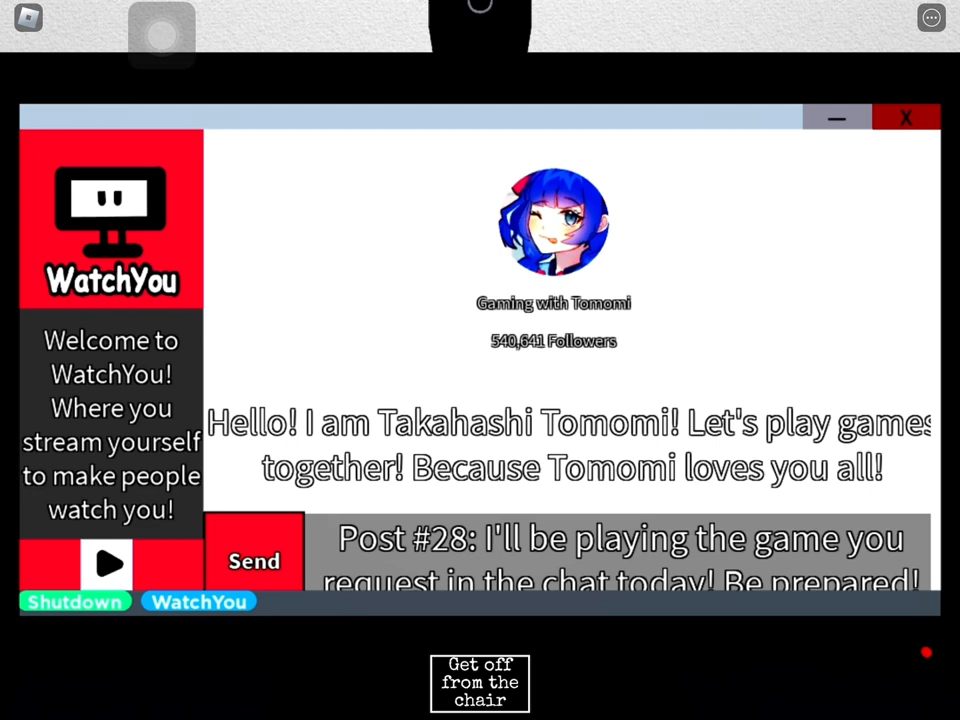 X
WatchYou
Welcome to
WatchYou!
Where you
stream yourself
to make people
watch you!
Gaming with Tomomi
540,641 Followers
Hello! I am Takahashi Tomomi! Let's play games
together! Because Tomomi loves you all!
Send
Post #28: I'll be playing the game you
request in the chat today! Be prepared!
Shutdown
WatchYou
Get off
from the
chair